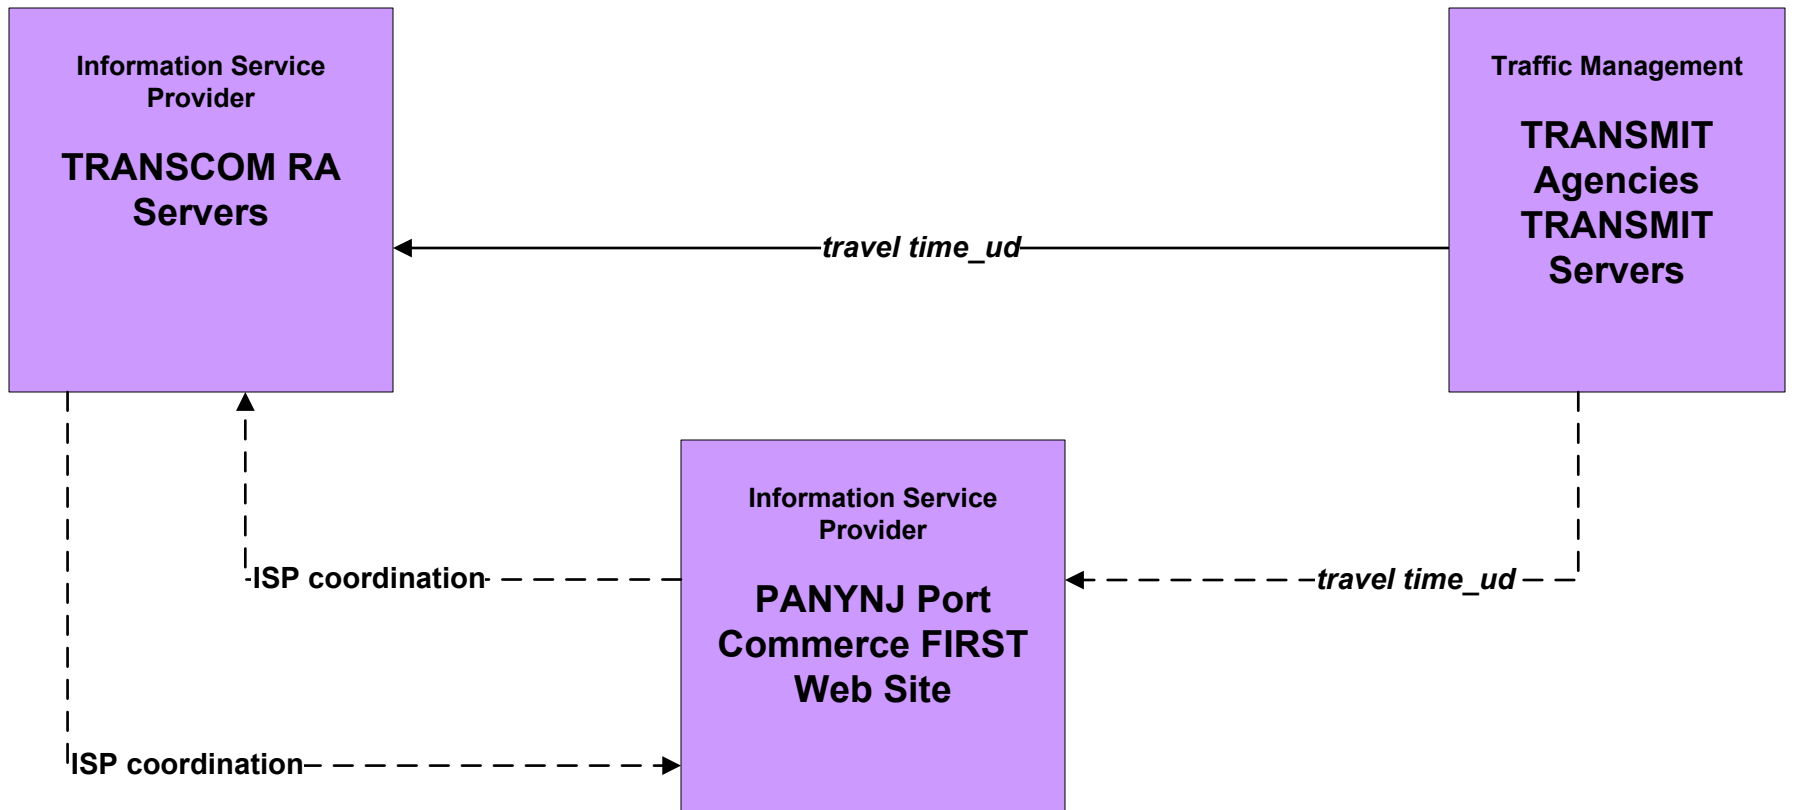 Information Service
Provider
TRANSCOM RA
Servers
Traffic Management
TRANSMIT
Agencies
TRANSMIT
Servers
travel time_ud
Information Service
Provider
PANYNJ Port
Commerce FIRST
Web Site
ISP coordination
travel time_ud
ISP coordination